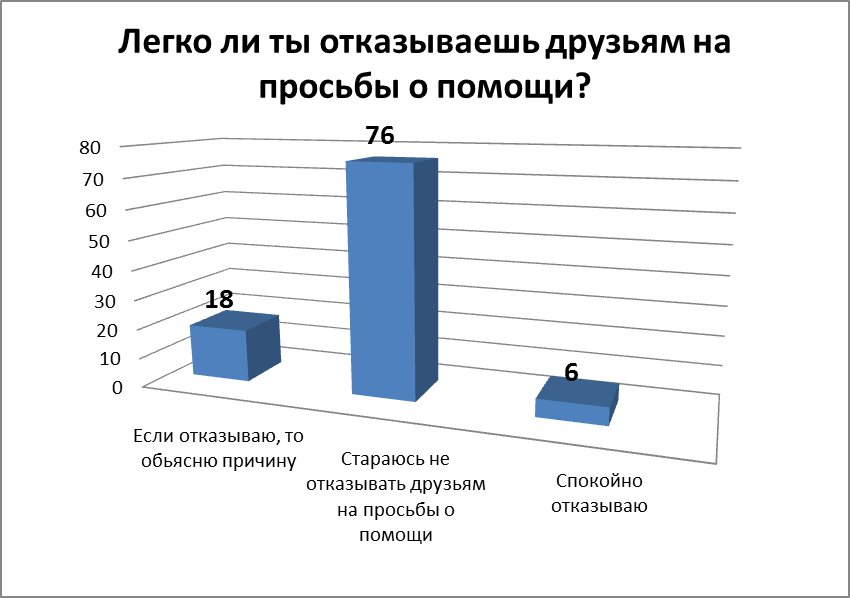 Легко ли ты отказываешь друзьям на
просьбы о помощи?
80
70
60
50
40
30
20
10
0
18
76
6
Если отказываю, то
обьясню причину
Стараюсь не
отказывать друзьям
на просьбы о
помощи
Спокойно
отказываю